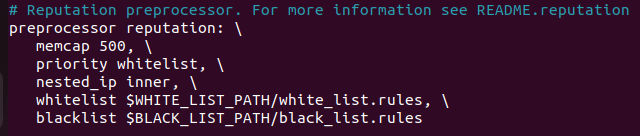 # Reputation preprocessor. For more information see README.reputation
preprocessor reputation: \
memcap 500, \
priority whitelist, \
nested_ip inner, \
whitelist $WHITE_LIST_PATH/white_list.rules, \
blacklist $BLACK_LIST_PATH/black_list.rules